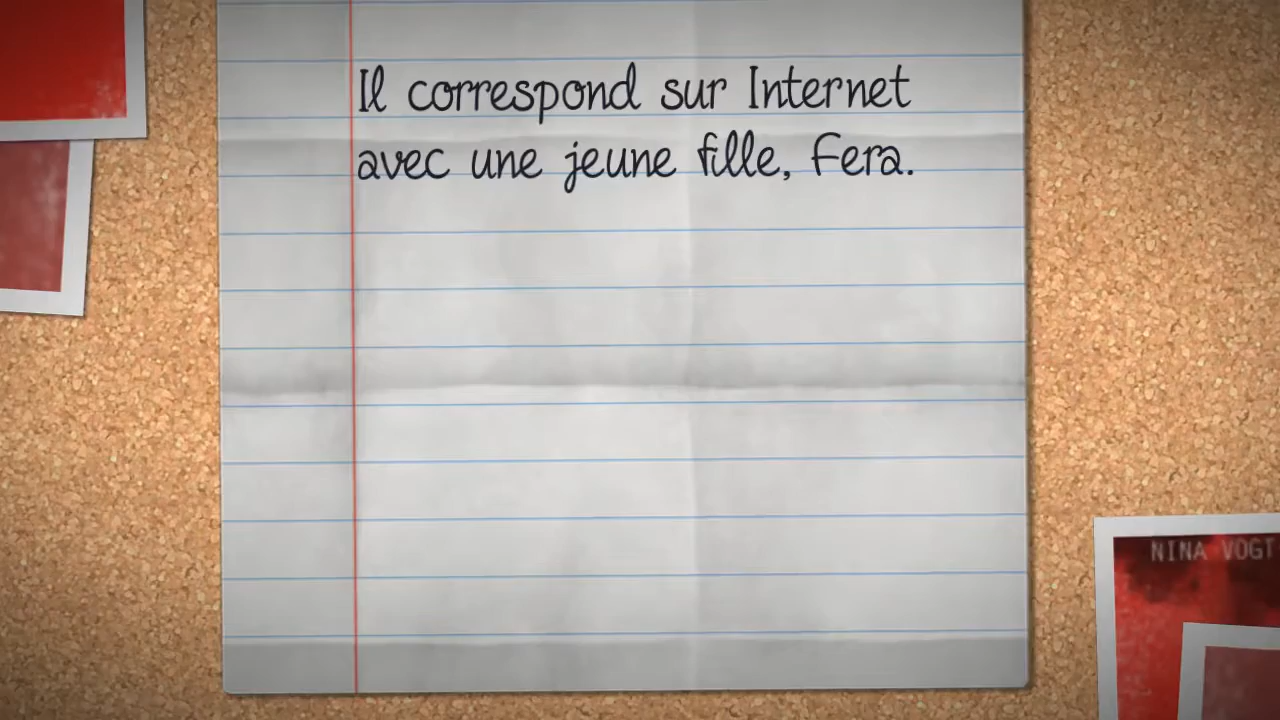 Il correspond sur Internet
avec une jeune fille, Fera.
NINA VOGT